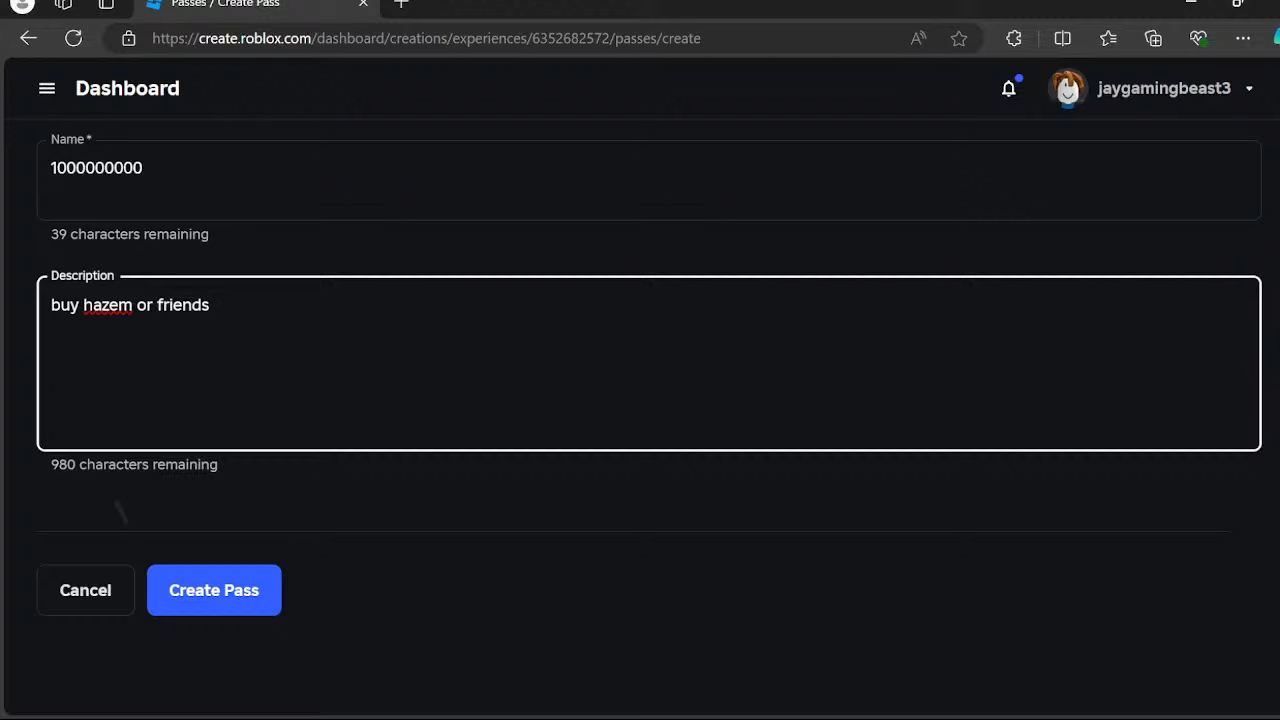 Passes / Create Pass
https://create.roblox.com/dashboard/creations/experiences/6352682572/passes/create
Dashboard
jaygamingbeast3
Name*
1000000000
39 characters remaining
Description
buy hazem or friends
980 characters remaining
Cancel
Create Pass